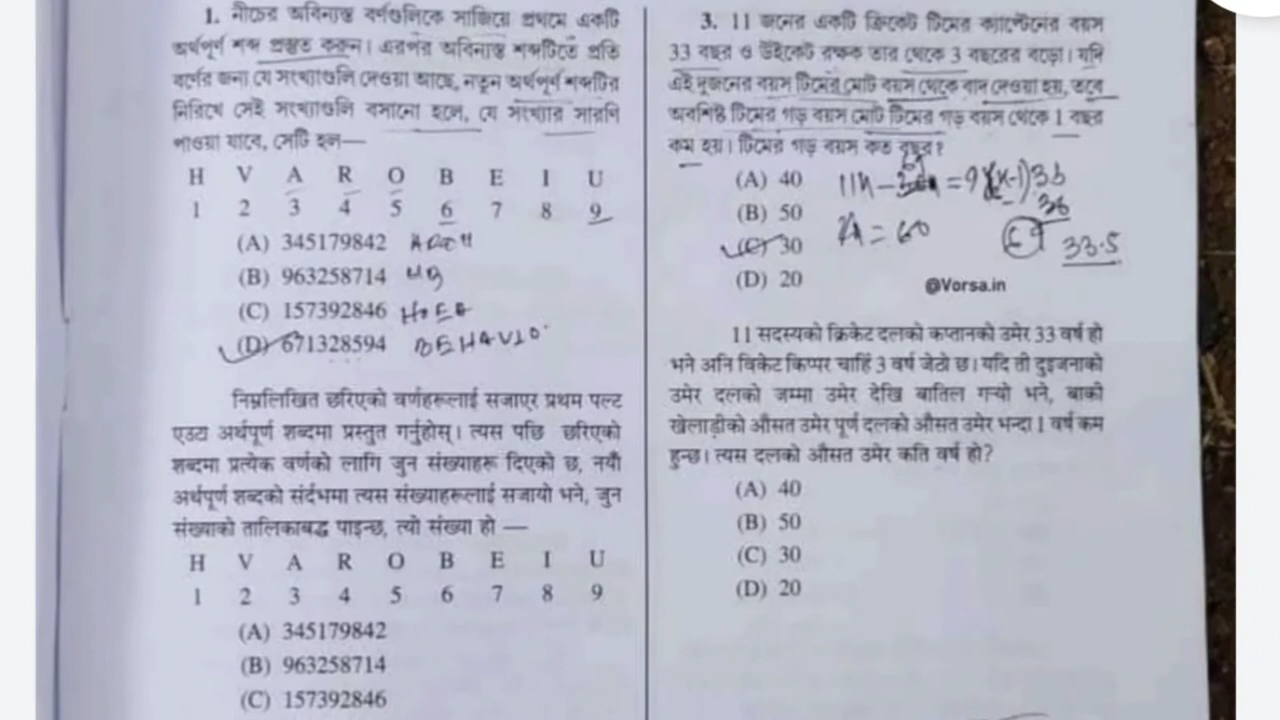 1. নীচের অবিন্যস্ত বর্ণগুলিকে সাজিয়ে প্রথমে একটি
অর্থপূর্ণ শব্দ প্রস্তুত করুন। এরপর অবিন্যস্ত শব্দটিতে প্রতি
বর্ণের জন্য যে সংখ্যাগুলি দেওয়া আছে, নতুন অর্থপূর্ণ শব্দটির
নিরিখে সেই সংখ্যাগুলি বসানো হলে, যে সংখ্যার সারণি
পাওয়া যাবে, সেটি হল—
H V A R O B E I U
1 2 3 4 5 6 7 8 9
(A) 345179842
(B) 963258714 UB
(C) 157392846
(D) 671328594 BEHAVIO
निम्नलिखित छरिएको वर्णहरूलाई सजाएर प्रथम पल्ट
एउटा अर्थपूर्ण शब्दमा प्रस्तुत गर्नुहोस्। त्यस पछि छरिएको
शब्दमा प्रत्येक वर्णको लागि जुन संख्याहरू दिएको छ, नयाँ
अर्थपूर्ण शब्दको संर्दभमा त्यस संख्याहरूलाई सजायो भने, जुन
संख्याको तालिकाबद्ध पाइन्छ, त्यो संख्या हो —
H V A R O B E I U
1 2 3 4 5 6 7 8 9
(A) 345179842
(B) 963258714
(C) 157392846
3. 11 জনের একটি ক্রিকেট টিমের ক্যাপ্টেনের বয়স
33 বছর ও উইকেট রক্ষক তার থেকে 3 বছরের বড়ো। যদি
এই দুজনের বয়স টিমের মোট বয়স থেকে বাদ দেওয়া হয়, তবে
অবশিষ্ট টিমের গড় বয়স মোট টিমের গড় বয়স থেকে 1 বছর
কম হয়। টিমের গড় বয়স কত বছর?
(A) 40
(B) 50
(C) 30
(D) 20
33.5
@Vorsa.in
11 सदस्यको क्रिकेट दलको कप्तानको उमेर 33 वर्ष हो
भने अनि विकेट किप्पर चाहिं 3 वर्ष जेठो छ। यदि ती दुइजनाको
उमेर दलको जम्मा उमेर देखि बातिल गर्‍यो भने, बाकी
खेलाड़ीको औसत उमेर पूर्ण दलको औसत उमेर भन्दा 1 वर्ष कम
हुन्छ। त्यस दलको औसत उमेर कति वर्ष हो?
(A) 40
(B) 50
(C) 30
(D) 20